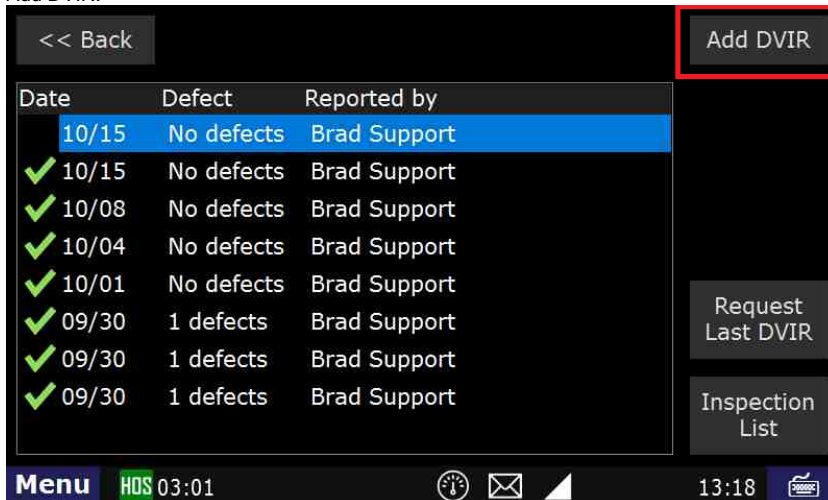 << Back
Add DVIR
Date Defect Reported by
10/15 No defects Brad Support
10/15 No defects Brad Support
10/08 No defects Brad Support
10/04 No defects Brad Support
10/01 No defects Brad Support
09/30 1 defects Brad Support
09/30 1 defects Brad Support
09/30 1 defects Brad Support
Request
Last DVIR
Inspection
List
Menu HOS 03:01 13:18